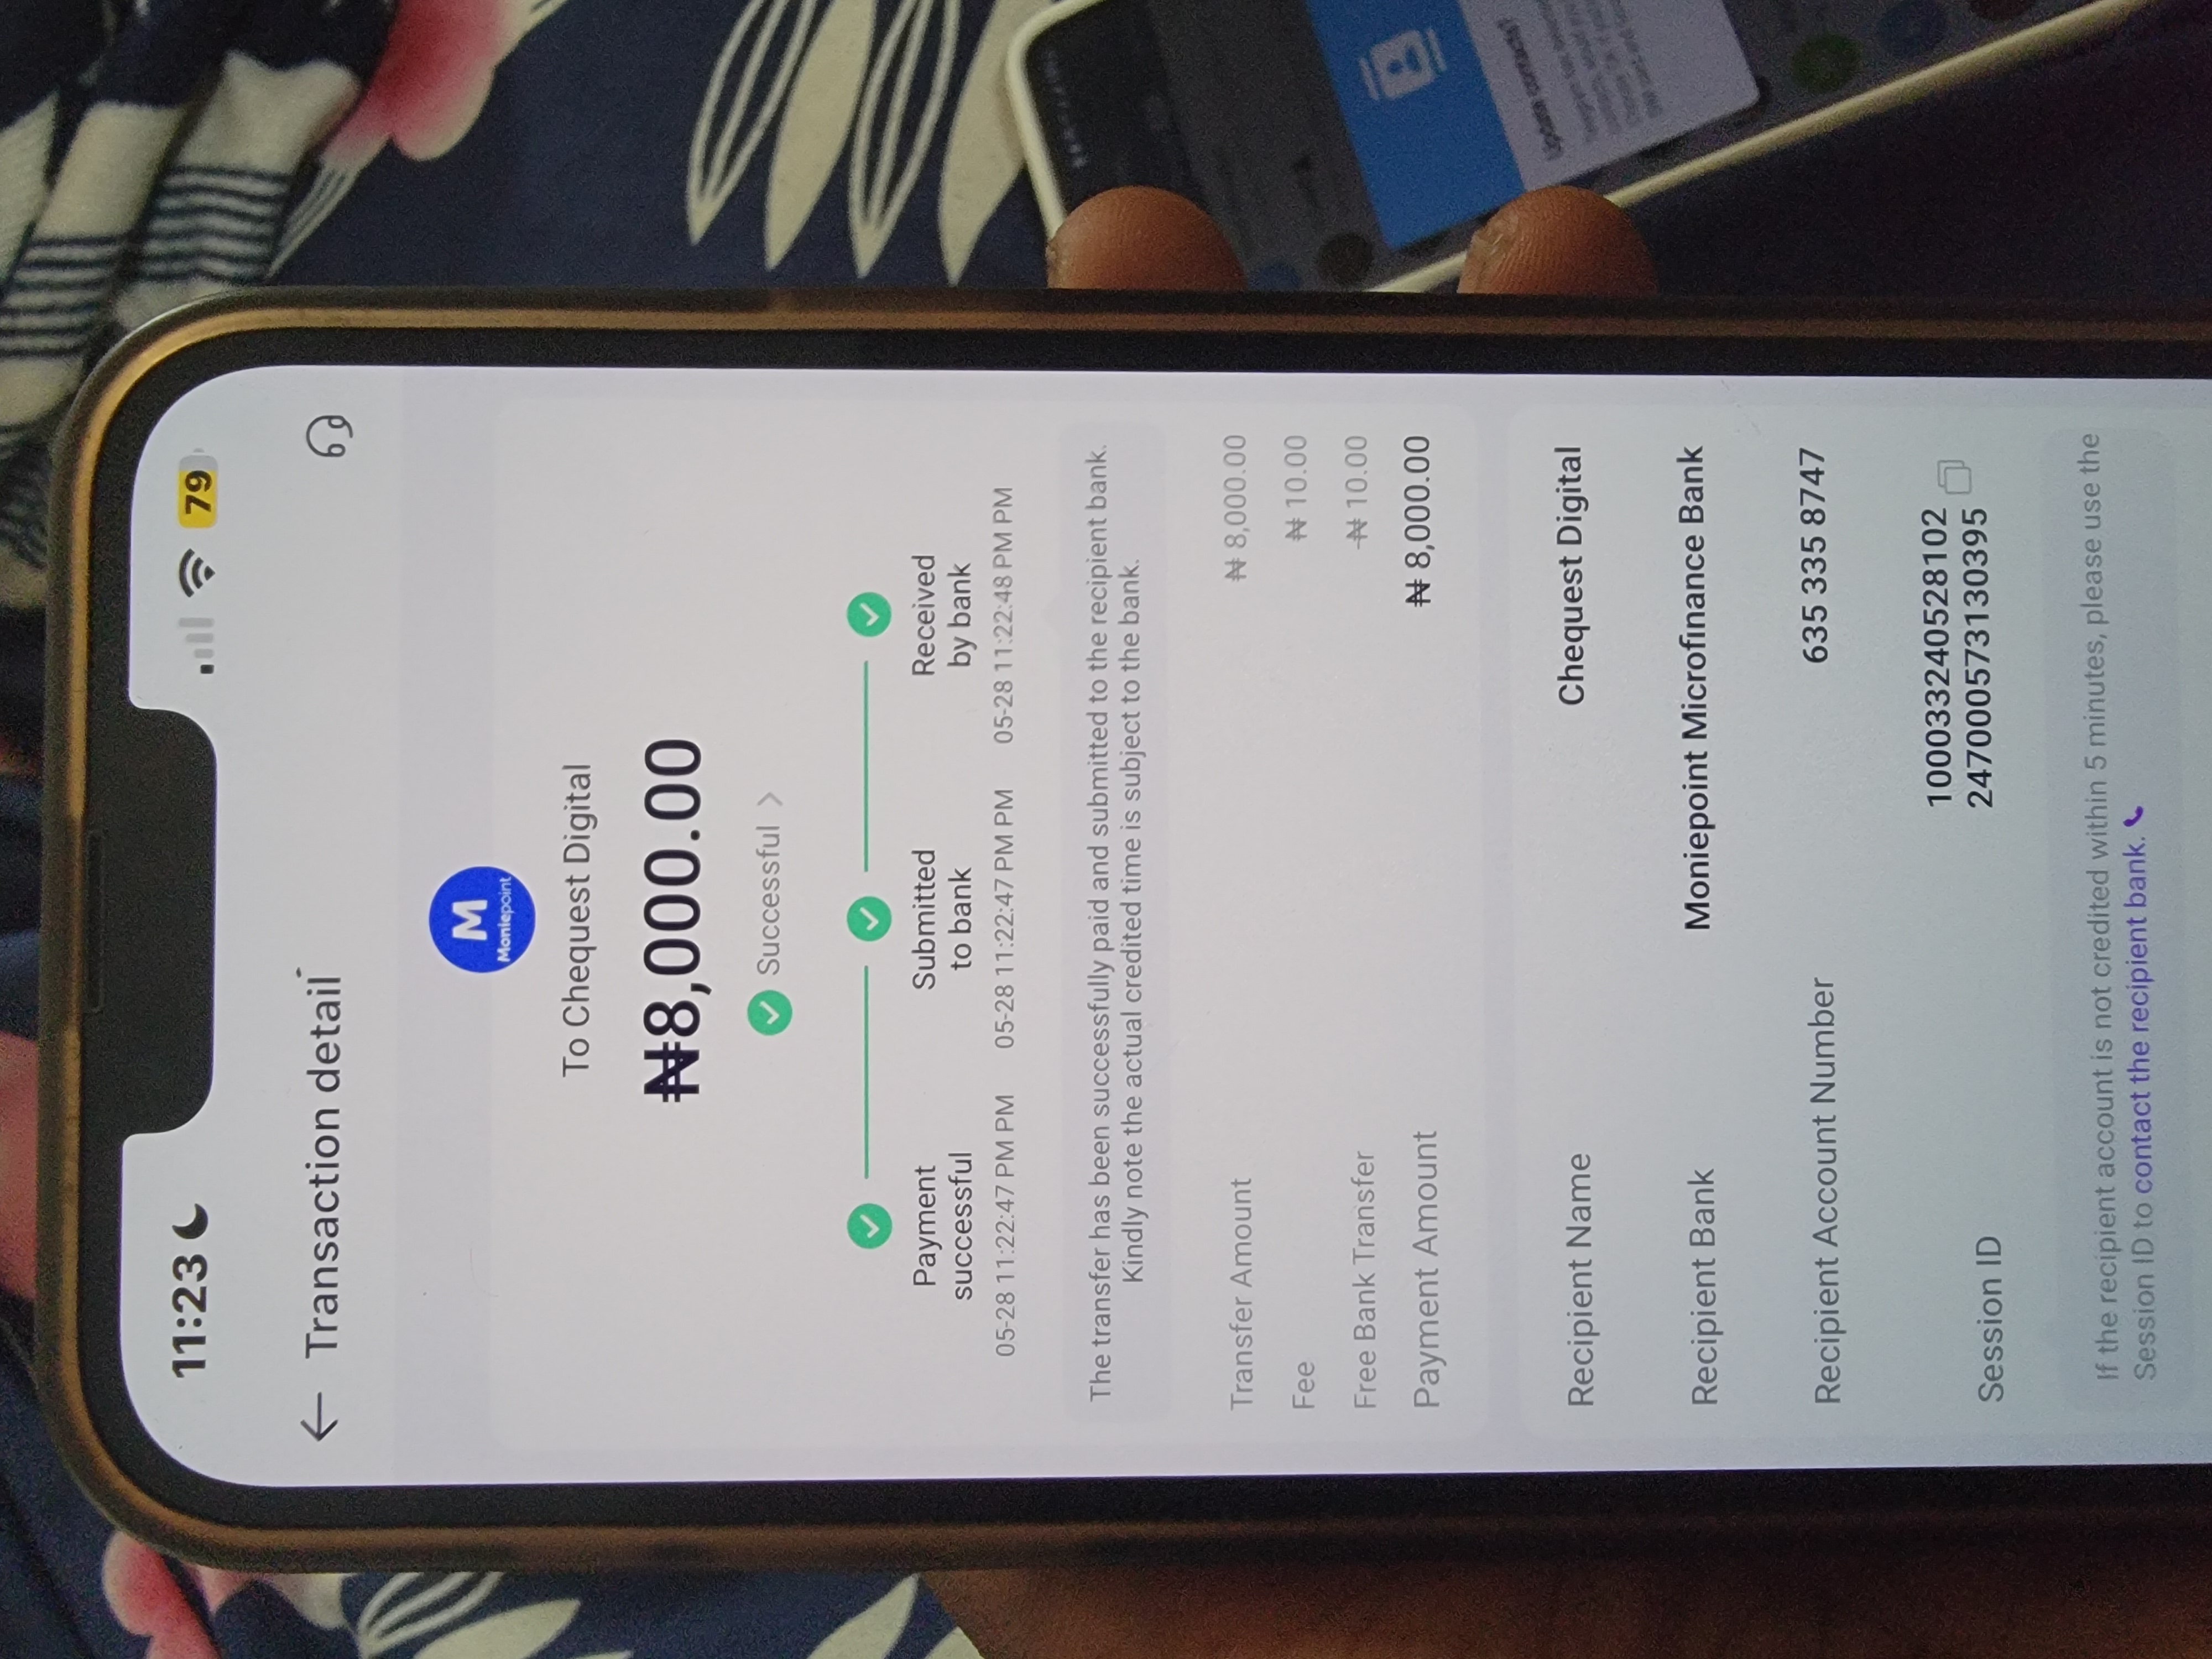 11:23
79
Transaction detail
M
Moniepoint
To Chequest Digital
₦8,000.00
Successful >
Payment successful
05-28 11:22:47 PM PM
Submitted to bank
05-28 11:22:47 PM PM
Received by bank
05-28 11:22:48 PM PM
The transfer has been successfully paid and submitted to the recipient bank.
Kindly note the actual credited time is subject to the bank.
Transfer Amount ₦ 8,000.00
Fee ₦ 10.00
Free Bank Transfer -₦ 10.00
Payment Amount ₦ 8,000.00
Recipient Name Chequest Digital
Recipient Bank Moniepoint Microfinance Bank
Recipient Account Number 635 335 8747
Session ID 100033240528102
247000573130395
If the recipient account is not credited within 5 minutes, please use the
Session ID to contact the recipient bank.
Update contacts?